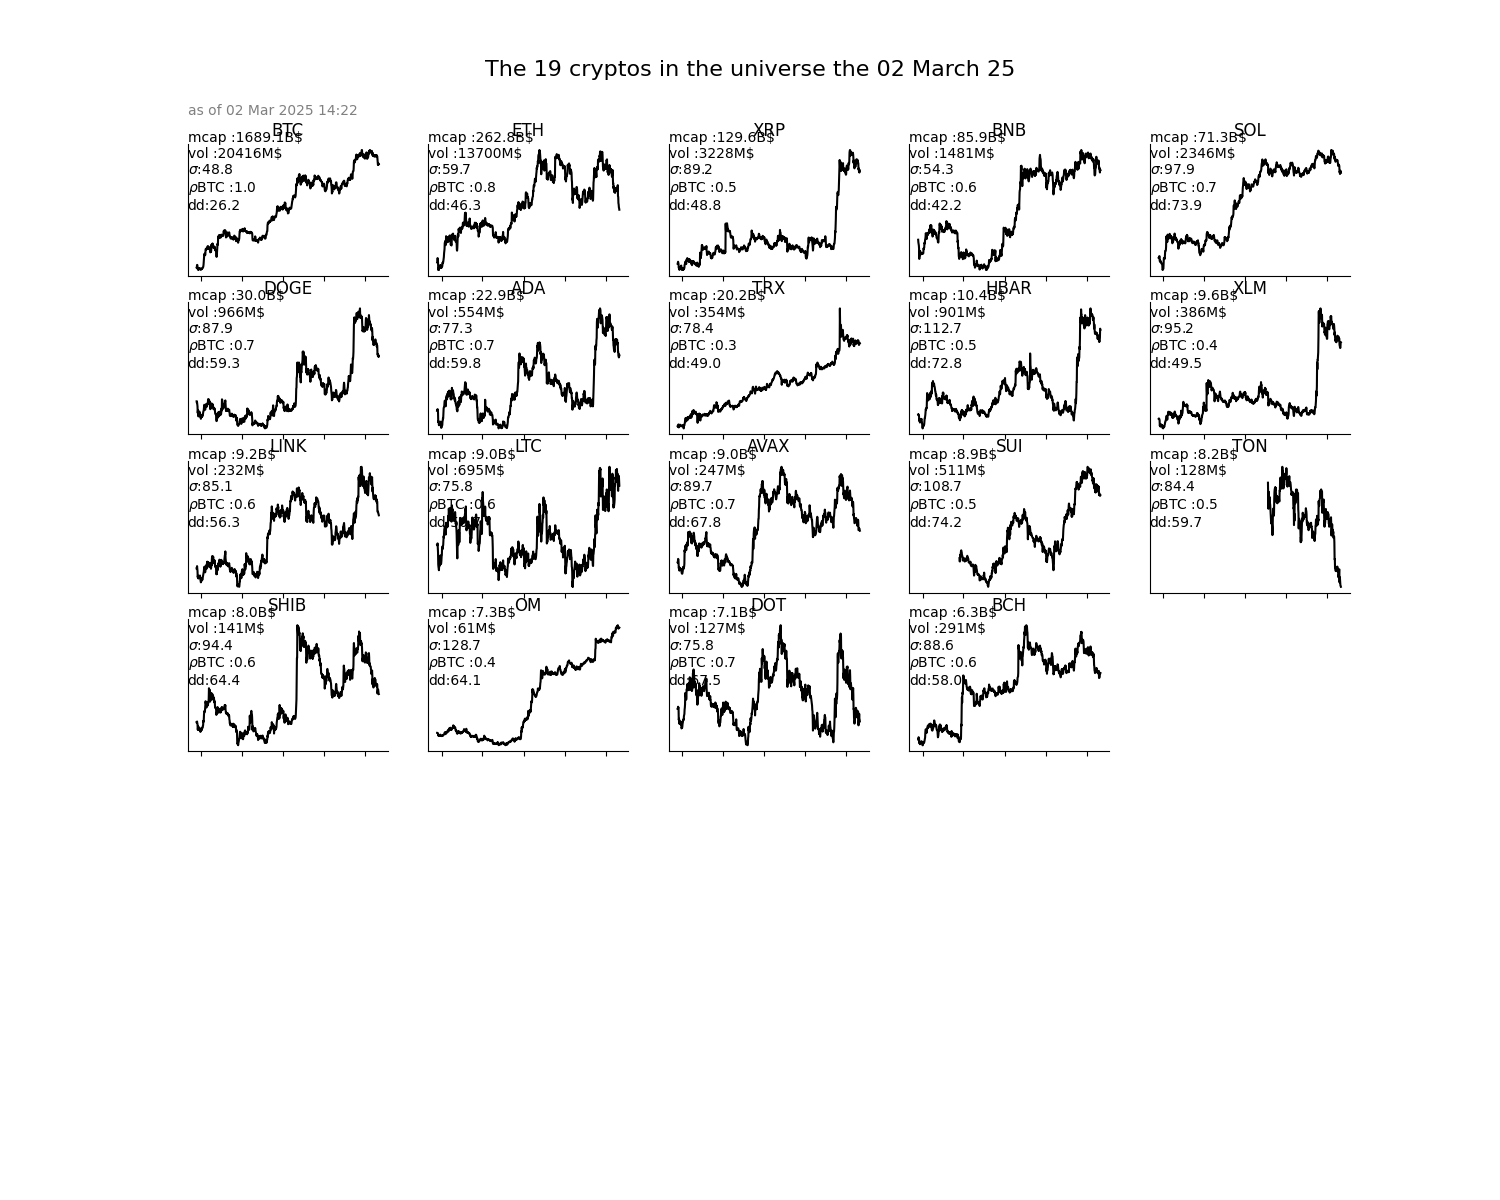 The 19 cryptos in the universe the 02 March 25
as of 02 Mar 2025 14:22
BTC
mcap :1689.1B$
vol :20416M$
σ:48.8
ρBTC :1.0
dd:26.2
ETH
mcap :262.8B$
vol :13700M$
σ:59.7
ρBTC :0.8
dd:46.3
XRP
mcap :129.6B$
vol :3228M$
σ:89.2
ρBTC :0.5
dd:48.8
BNB
mcap :85.9B$
vol :1481M$
σ:54.3
ρBTC :0.6
dd:42.2
SOL
mcap :71.3B$
vol :2346M$
σ:97.9
ρBTC :0.7
dd:73.9
DOGE
mcap :30.0B$
vol :966M$
σ:87.9
ρBTC :0.7
dd:59.3
ADA
mcap :22.9B$
vol :554M$
σ:77.3
ρBTC :0.7
dd:59.8
TRX
mcap :20.2B$
vol :354M$
σ:78.4
ρBTC :0.3
dd:49.0
HBAR
mcap :10.4B$
vol :901M$
σ:112.7
ρBTC :0.5
dd:72.8
XLM
mcap :9.6B$
vol :386M$
σ:95.2
ρBTC :0.4
dd:49.5
LINK
mcap :9.2B$
vol :232M$
σ:85.1
ρBTC :0.6
dd:56.3
LTC
mcap :9.0B$
vol :695M$
σ:75.8
ρBTC :0.6
AVAX
mcap :9.0B$
vol :247M$
σ:89.7
ρBTC :0.7
dd:67.8
SUI
mcap :8.9B$
vol :511M$
σ:108.7
ρBTC :0.5
dd:74.2
TON
mcap :8.2B$
vol :128M$
σ:84.4
ρBTC :0.5
dd:59.7
SHIB
mcap :8.0B$
vol :141M$
σ:94.4
ρBTC :0.6
dd:64.4
OM
mcap :7.3B$
vol :61M$
σ:128.7
ρBTC :0.4
dd:64.1
DOT
mcap :7.1B$
vol :127M$
σ:75.8
ρBTC :0.7
dd:67.5
BCH
mcap :6.3B$
vol :291M$
σ:88.6
ρBTC :0.6
dd:58.0